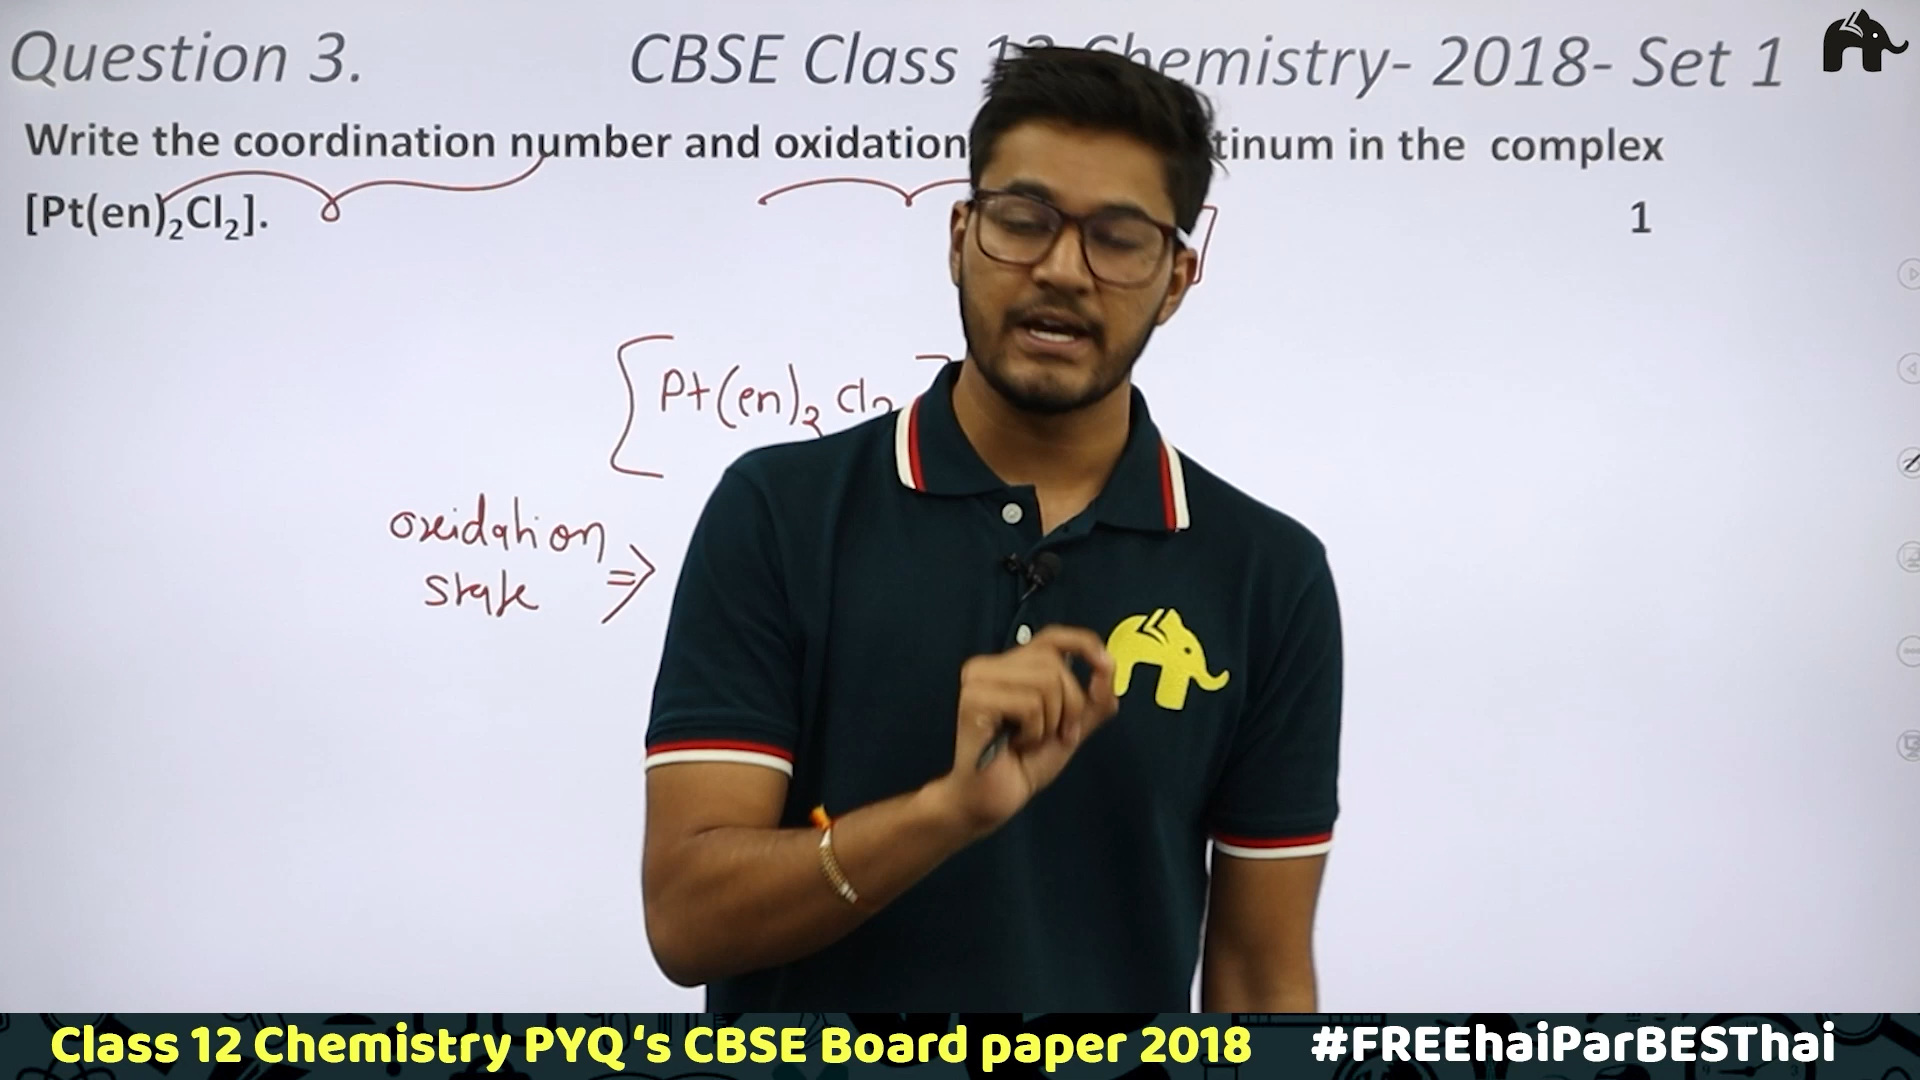 Question 3. CBSE Class 12 Chemistry- 2018- Set 1
Write the coordination number and oxidation tinum in the complex
[Pt(en)₂Cl₂]. 1
[Pt(en)₂ Cl₂
oxidation
state ⇒
Class 12 Chemistry PYQ‘s CBSE Board paper 2018 #FREEhaiParBESThai